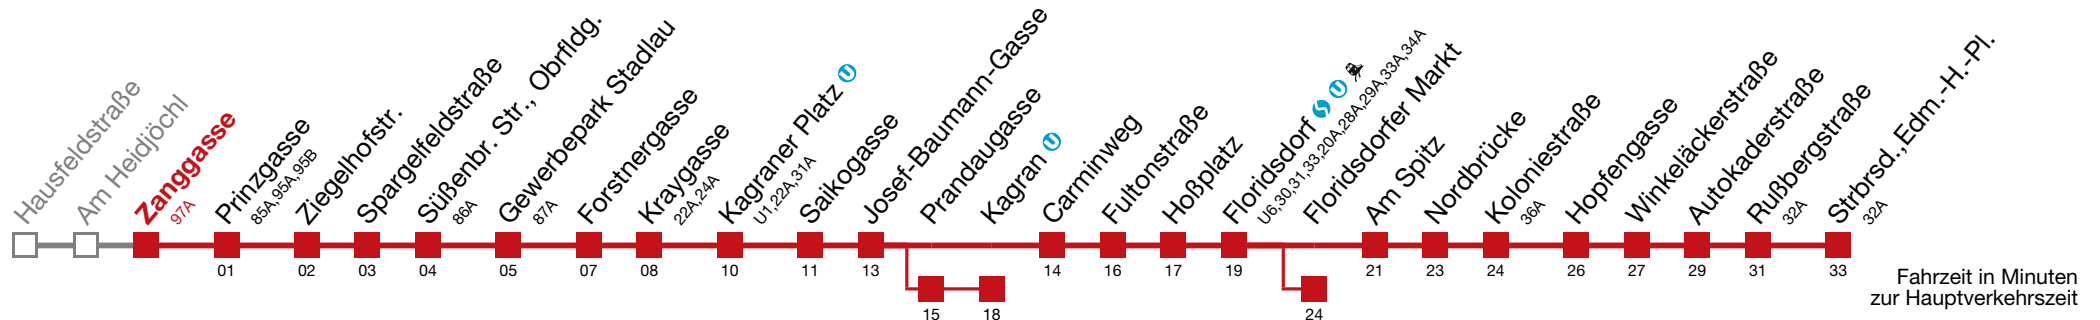 Hausfeldstraße
Am Heidjöchl
Zanggasse
97A
Prinzgasse
85A,95A,95B
Ziegelhofstr.
Spargelfeldstraße
Süßenbr. Str., Obrfldg.
86A
Gewerbepark Stadlau
87A
Forstnergasse
Kraygasse
22A,24A
Kagraner Platz U
U1,22A,31A
Saikogasse
Josef-Baumann-Gasse
Prandaugasse
Kagran U
Carminweg
Fultonstraße
Hoßplatz
Floridsdorf S U
U6,30,31,33,20A,28A,29A,33A,34A
Floridsdorfer Markt
Am Spitz
Nordbrücke
Koloniestraße
36A
Hopfengasse
Winkeläckerstraße
Autokaderstraße
Rußbergstraße
32A
Strbrsd.,Edm.-H.-Pl.
32A
01 02 03 04 05 07 08 10 11 13 14 16 17 19 21 23 24 26 27 29 31 33
15 18 24
Fahrzeit in Minuten
zur Hauptverkehrszeit